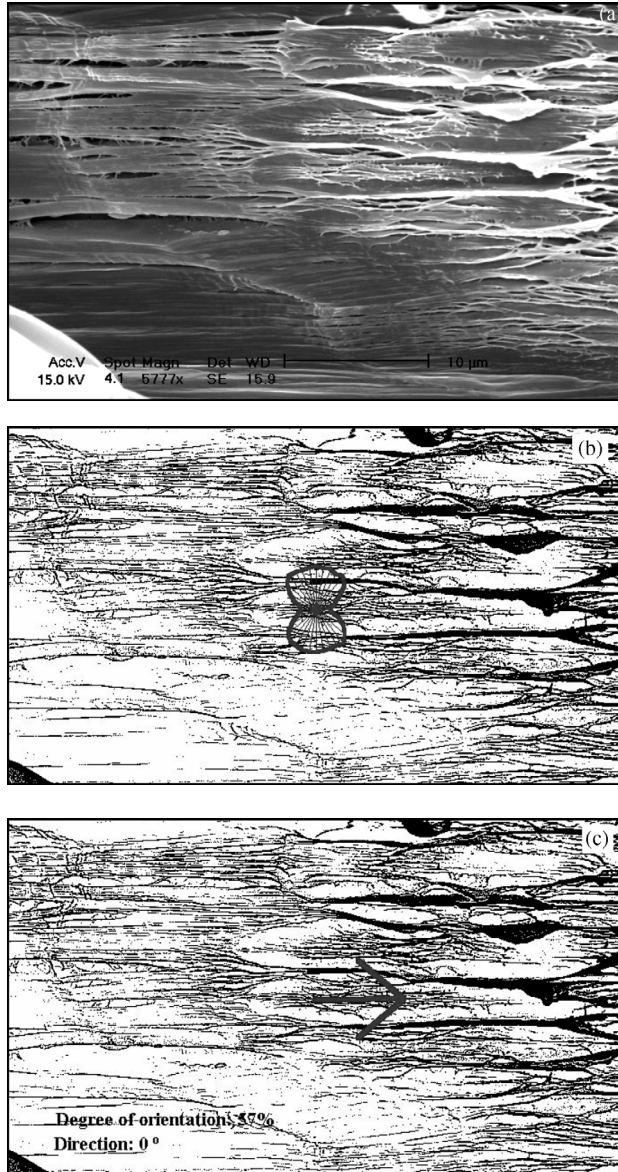 (a
Acc.V Spot Magn Det WD 10 μm
15.0 kV 4.1 5777x SE 15.9
(b)
(c)
Degree of orientation: 57%
Direction: 0 º